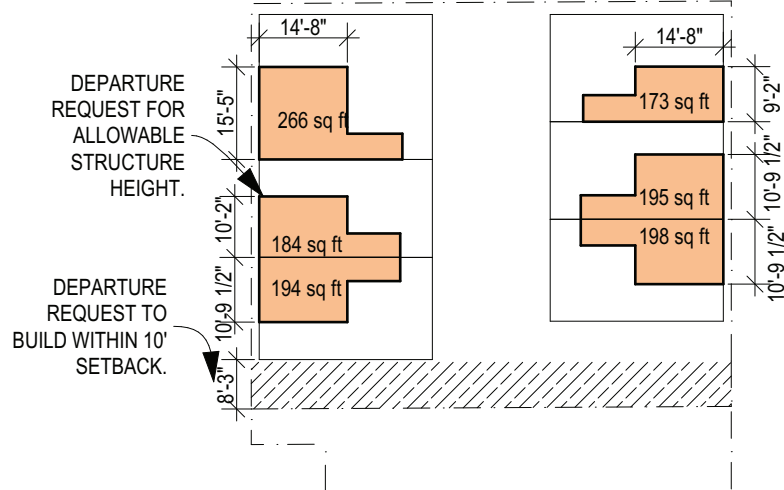 14'-8"
14'-8"
DEPARTURE
REQUEST FOR
ALLOWABLE
STRUCTURE
HEIGHT.
15'-5"
266 sq ft
173 sq ft
9'-2"
10'-2"
184 sq ft
195 sq ft
10'-9 1/2"
194 sq ft
198 sq ft
10'-9 1/2"
10'-9 1/2"
DEPARTURE
REQUEST TO
BUILD WITHIN 10'
SETBACK.
8'-3"